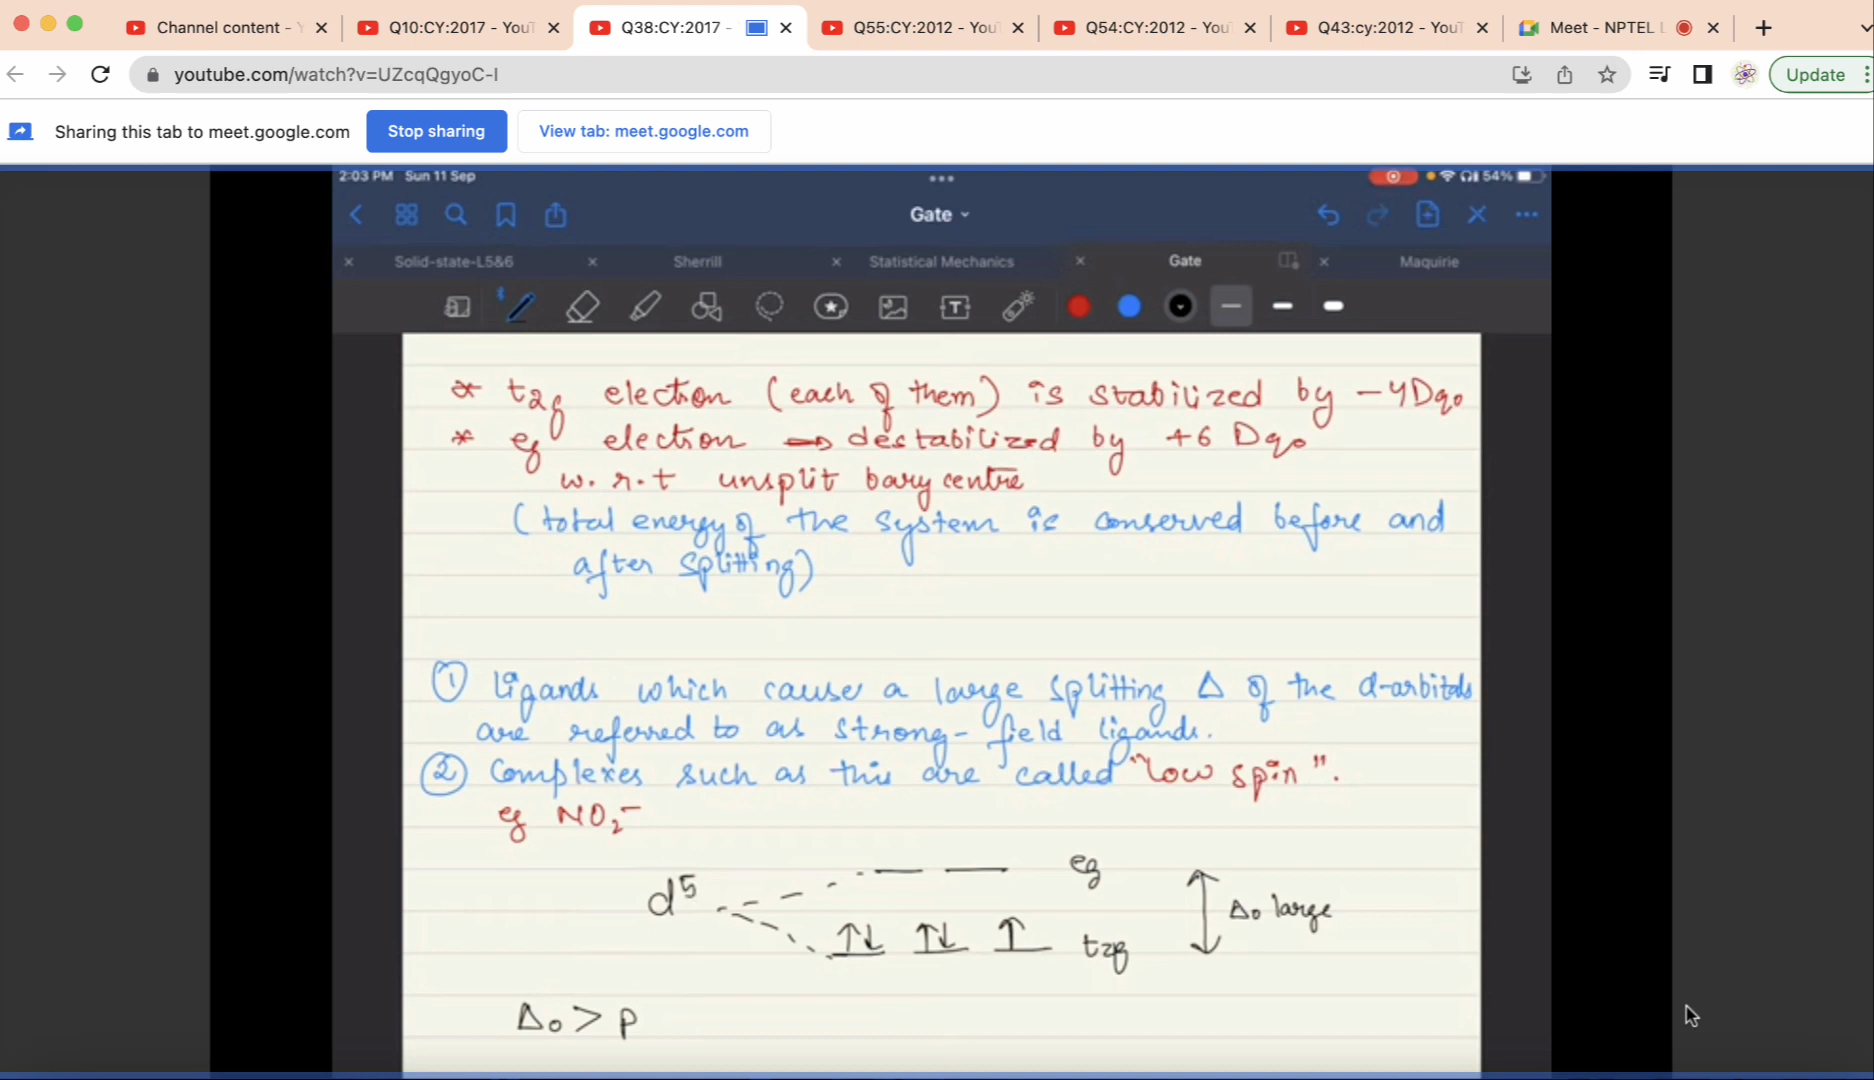 Channel content -
Q10:CY:2017 - YouT
Q38:CY:2017 -
Q55:CY:2012 - YouT
Q54:CY:2012 - YouT
Q43:cy:2012 - YouT
Meet - NPTEL L
youtube.com/watch?v=UZcqQgyoC-I
Update
Sharing this tab to meet.google.com
Stop sharing
View tab: meet.google.com
2:03 PM Sun 11 Sep
54%
Gate
Solid-state-L5&6
Sherrill
Statistical Mechanics
Gate
Maquirie
* t2g election (each of them) is stabilized by -4Dq₀
* eg election → destabilized by +6 Dq₀
w.r.t unsplit bary centre
(total energy of the system is conserved before and
after splitting)
① Ligands which cause a large splitting Δ of the d-orbitals
are referred to as strong-field ligands.
② Complexes such as this are called "low spin".
eg NO₂⁻
eg
d⁵
Δ₀ large
↑↓ ↑↓ ↑ t2g
Δ₀ > p